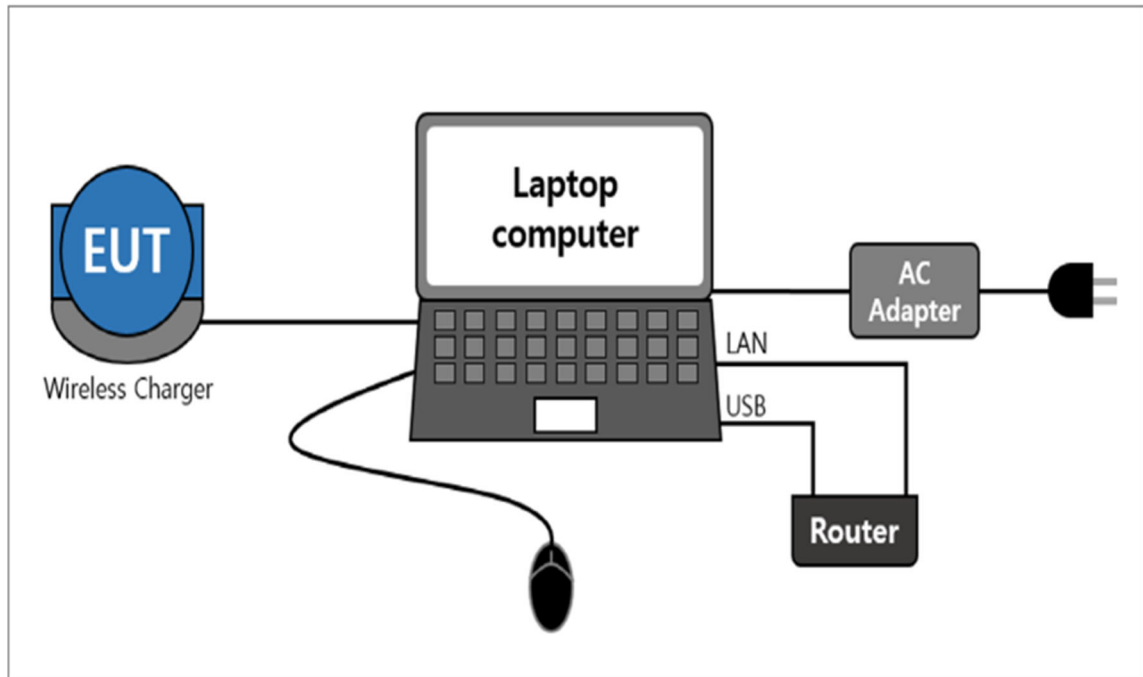 Laptop
computer
EUT
Wireless Charger
AC
Adapter
LAN
USB
Router